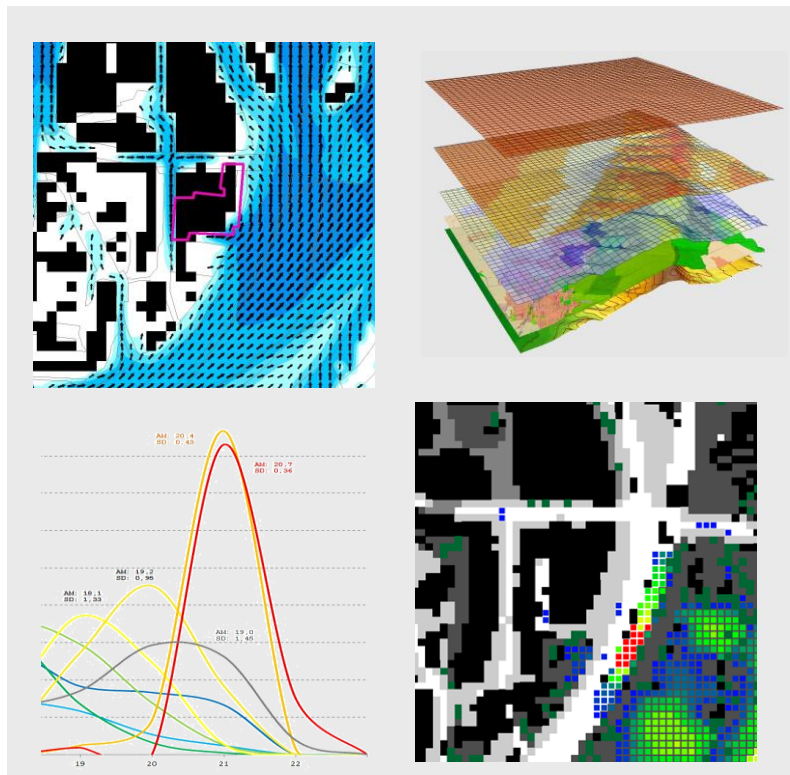 AM: 20,4
SD: 0,43
AM: 20,7
SD: 0,36
AM: 19,2
SD: 0,95
AM: 18,1
SD: 1,33
AM: 19,0
SD: 1,45
19 20 21 22